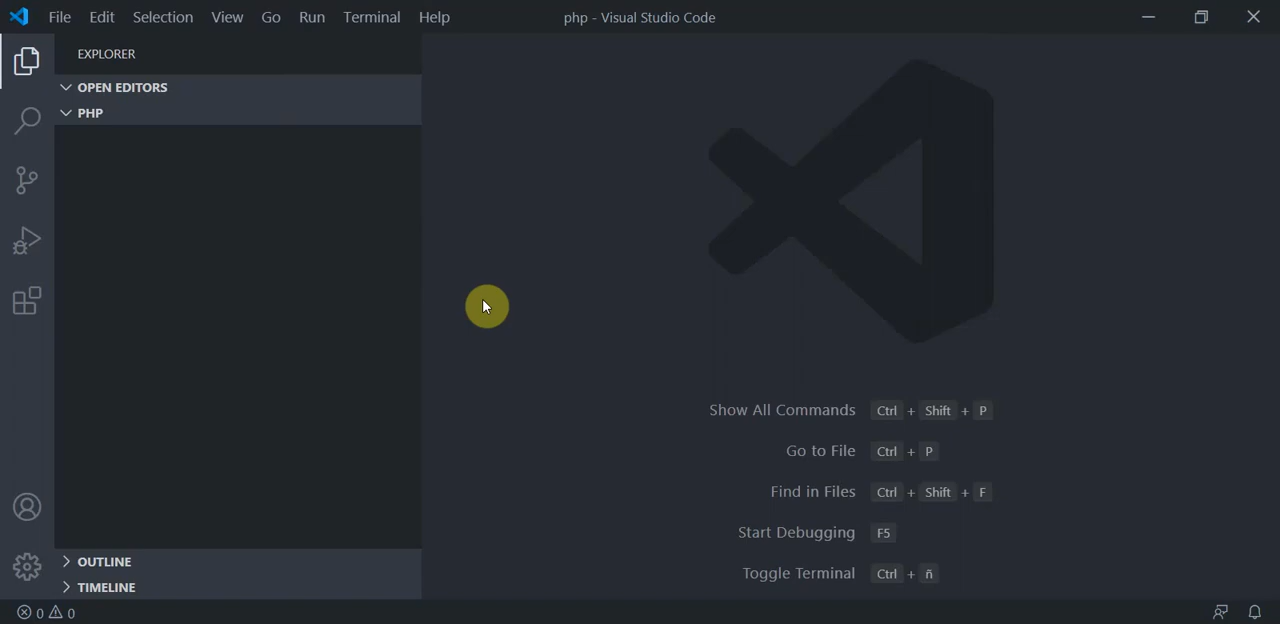 File Edit Selection View Go Run Terminal Help php - Visual Studio Code
EXPLORER
OPEN EDITORS
PHP
Show All Commands Ctrl + Shift + P
Go to File Ctrl + P
Find in Files Ctrl + Shift + F
Start Debugging F5
Toggle Terminal Ctrl + ñ
OUTLINE
TIMELINE
0 0